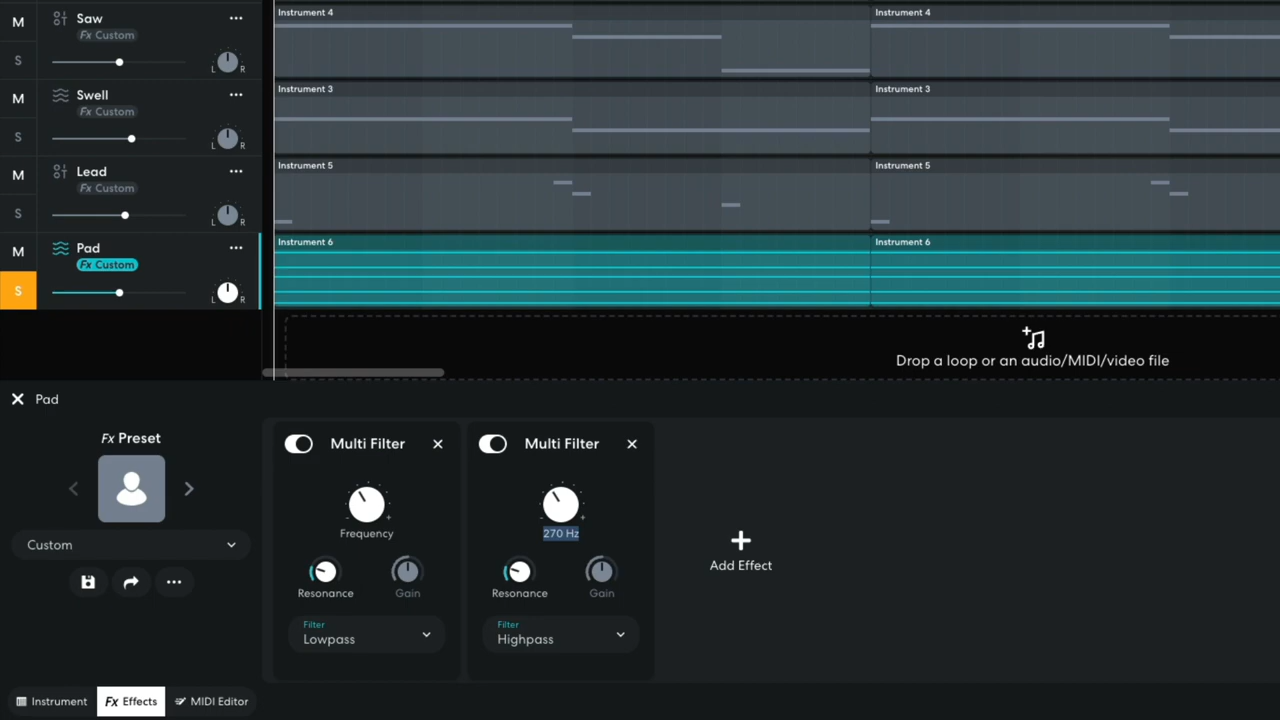 M
Saw
Fx Custom
S
L R
Instrument 4
Instrument 4
M
Swell
Fx Custom
S
L R
Instrument 3
Instrument 3
M
Lead
Fx Custom
S
L R
Instrument 5
Instrument 5
M
Pad
Fx Custom
S
L R
Instrument 6
Instrument 6
Drop a loop or an audio/MIDI/video file
Pad
Fx Preset
Custom
Multi Filter
- +
Frequency
Resonance
Gain
Filter
Lowpass
Multi Filter
- +
270 Hz
Resonance
Gain
Filter
Highpass
Add Effect
Instrument
Fx Effects
MIDI Editor